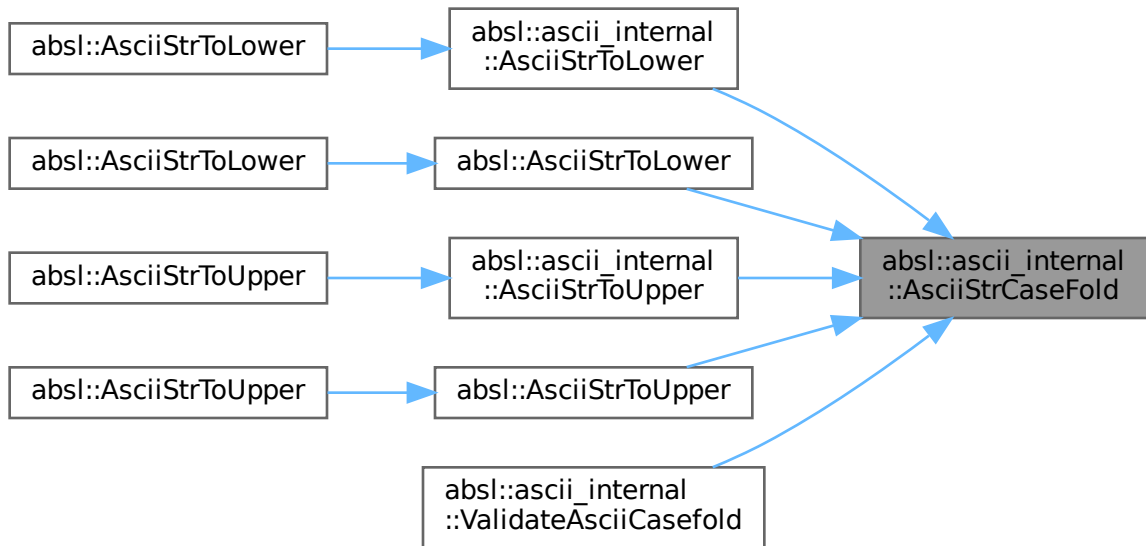 absl::AsciiStrToLower
absl::ascii_internal
::AsciiStrToLower
absl::AsciiStrToLower
absl::AsciiStrToLower
absl::AsciiStrToUpper
absl::ascii_internal
::AsciiStrToUpper
absl::AsciiStrToUpper
absl::AsciiStrToUpper
absl::ascii_internal
::ValidateAsciiCasefold
absl::ascii_internal
::AsciiStrCaseFold